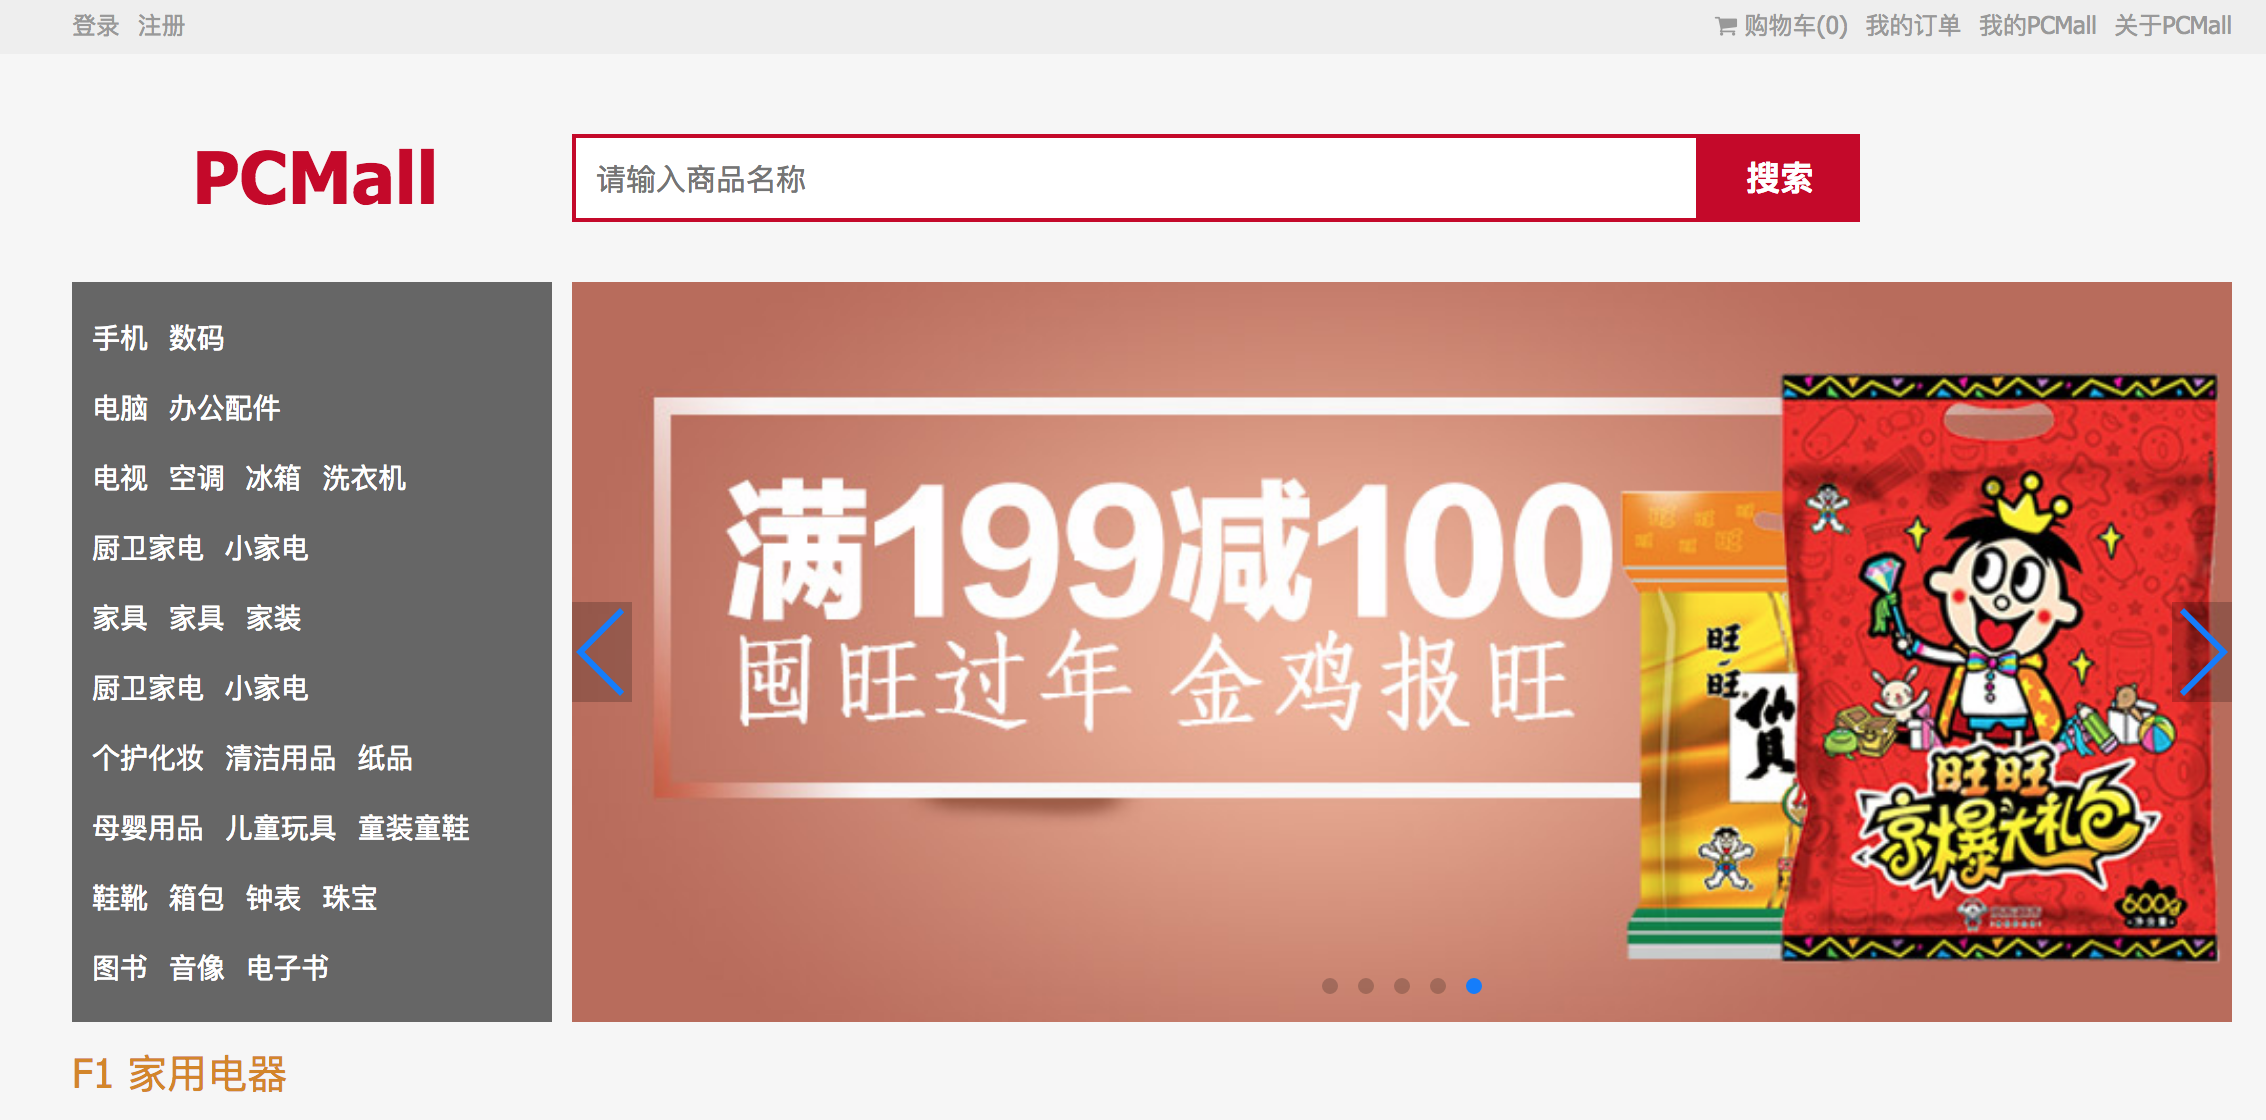 登录 注册 购物车(0) 我的订单 我的PCMall 关于PCMall
PCMall
请输入商品名称
搜索
手机 数码
电脑 办公配件
电视 空调 冰箱 洗衣机
厨卫家电 小家电
家具 家具 家装
厨卫家电 小家电
个护化妆 清洁用品 纸品
母婴用品 儿童玩具 童装童鞋
鞋靴 箱包 钟表 珠宝
图书 音像 电子书
满199减100
囤旺过年 金鸡报旺
旺旺
仙贝
旺旺
京爆大礼包
600g
F1 家用电器